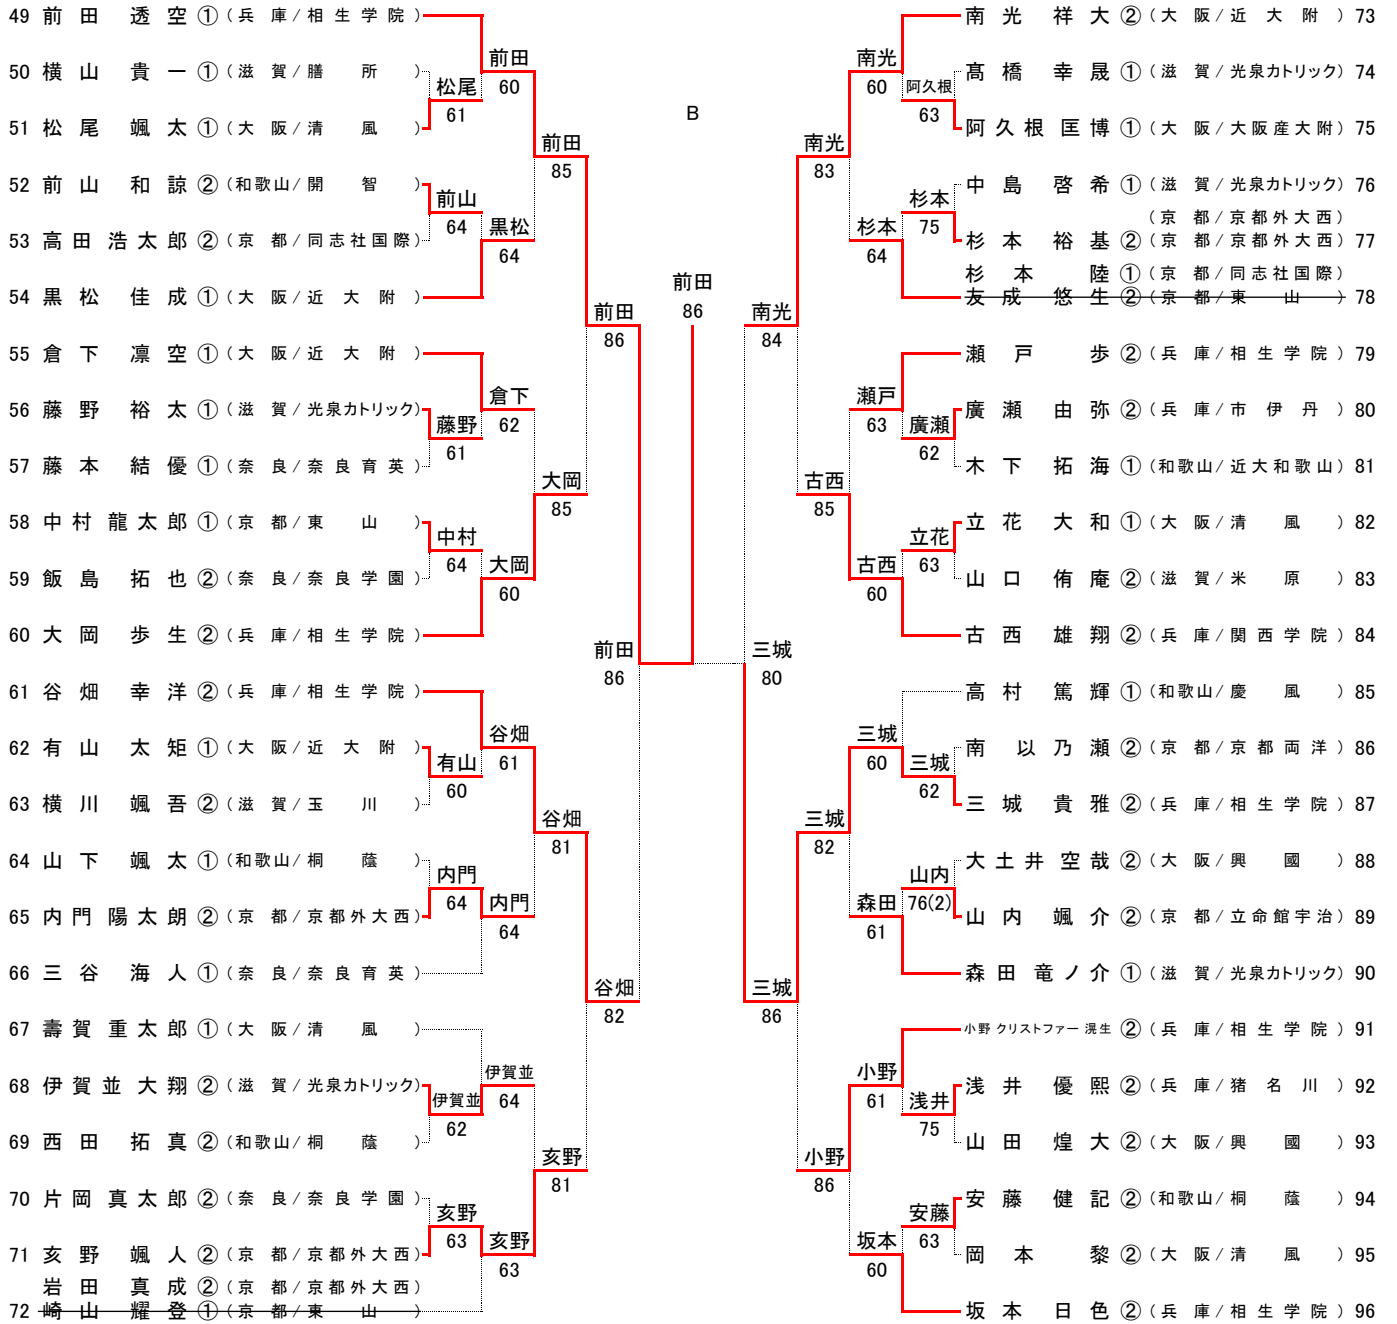 49 前田 透空 ① (兵庫/相生学院)
50 横山 貴一 ① (滋賀/膳所)
51 松尾 颯太 ① (大阪/清風)
52 前山 和諒 ② (和歌山/開智)
53 高田 浩太郎 ② (京都/同志社国際)
54 黒松 佳成 ① (大阪/近大附)
55 倉下 凛空 ① (大阪/近大附)
56 藤野 裕太 ① (滋賀/光泉カトリック)
57 藤本 結優 ① (奈良/奈良育英)
58 中村 龍太郎 ① (京都/東山)
59 飯島 拓也 ② (奈良/奈良学園)
60 大岡 歩生 ② (兵庫/相生学院)
61 谷畑 幸洋 ② (兵庫/相生学院)
62 有山 太矩 ① (大阪/近大附)
63 横川 颯吾 ② (滋賀/玉川)
64 山下 颯太 ① (和歌山/桐蔭)
65 内門 陽太朗 ② (京都/京都外大西)
66 三谷 海人 ① (奈良/奈良育英)
67 壽賀 重太郎 ① (大阪/清風)
68 伊賀並 大翔 ② (滋賀/光泉カトリック)
69 西田 拓真 ② (和歌山/桐蔭)
70 片岡 真太郎 ② (奈良/奈良学園)
71 亥野 颯人 ② (京都/京都外大西)
岩田 真成 ② (京都/京都外大西)
72 崎山 耀登 ① (京都/東山)
松尾
61
前山
64
藤野
61
中村
64
有山
60
内門
64
伊賀並
62
亥野
63
前田
60
黒松
64
倉下
62
大岡
60
谷畑
61
内門
64
伊賀並
64
亥野
63
前田
85
大岡
85
谷畑
81
亥野
81
前田
86
谷畑
82
前田
86
B
前田
86
三城
80
南光
84
三城
86
南光
83
古西
85
三城
82
小野
86
南光
60
杉本
64
瀬戸
63
古西
60
三城
60
森田
61
小野
61
坂本
60
阿久根
63
杉本
75
廣瀬
62
立花
63
三城
62
山内
76(2)
浅井
75
安藤
63
南光 祥大 ② (大阪/近大附) 73
髙橋 幸晟 ① (滋賀/光泉カトリック) 74
阿久根 匡博 ① (大阪/大阪産大附) 75
中島 啓希 ① (滋賀/光泉カトリック) 76
(京都/京都外大西)
杉本 裕基 ② (京都/京都外大西) 77
杉本 陸 ① (京都/同志社国際)
友成 悠生 ② (京都/東山) 78
瀬戸 歩 ② (兵庫/相生学院) 79
廣瀬 由弥 ② (兵庫/市伊丹) 80
木下 拓海 ① (和歌山/近大和歌山) 81
立花 大和 ① (大阪/清風) 82
山口 侑庵 ② (滋賀/米原) 83
古西 雄翔 ② (兵庫/関西学院) 84
高村 篤輝 ① (和歌山/慶風) 85
南 以乃瀬 ② (京都/京都両洋) 86
三城 貴雅 ② (兵庫/相生学院) 87
大土井 空哉 ② (大阪/興國) 88
山内 颯介 ② (京都/立命館宇治) 89
森田 竜ノ介 ① (滋賀/光泉カトリック) 90
小野 クリストファー 滉生 ② (兵庫/相生学院) 91
浅井 優熙 ② (兵庫/猪名川) 92
山田 煌大 ② (大阪/興國) 93
安藤 健記 ② (和歌山/桐蔭) 94
岡本 黎 ② (大阪/清風) 95
坂本 日色 ② (兵庫/相生学院) 96